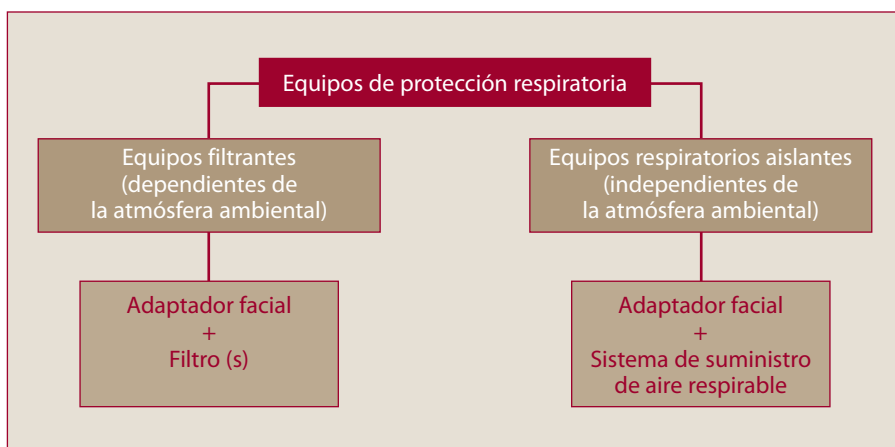 Equipos de protección respiratoria
Equipos filtrantes
(dependientes de
la atmósfera ambiental)
Equipos respiratorios aislantes
(independientes de
la atmósfera ambiental)
Adaptador facial
+
Filtro (s)
Adaptador facial
+
Sistema de suministro
de aire respirable